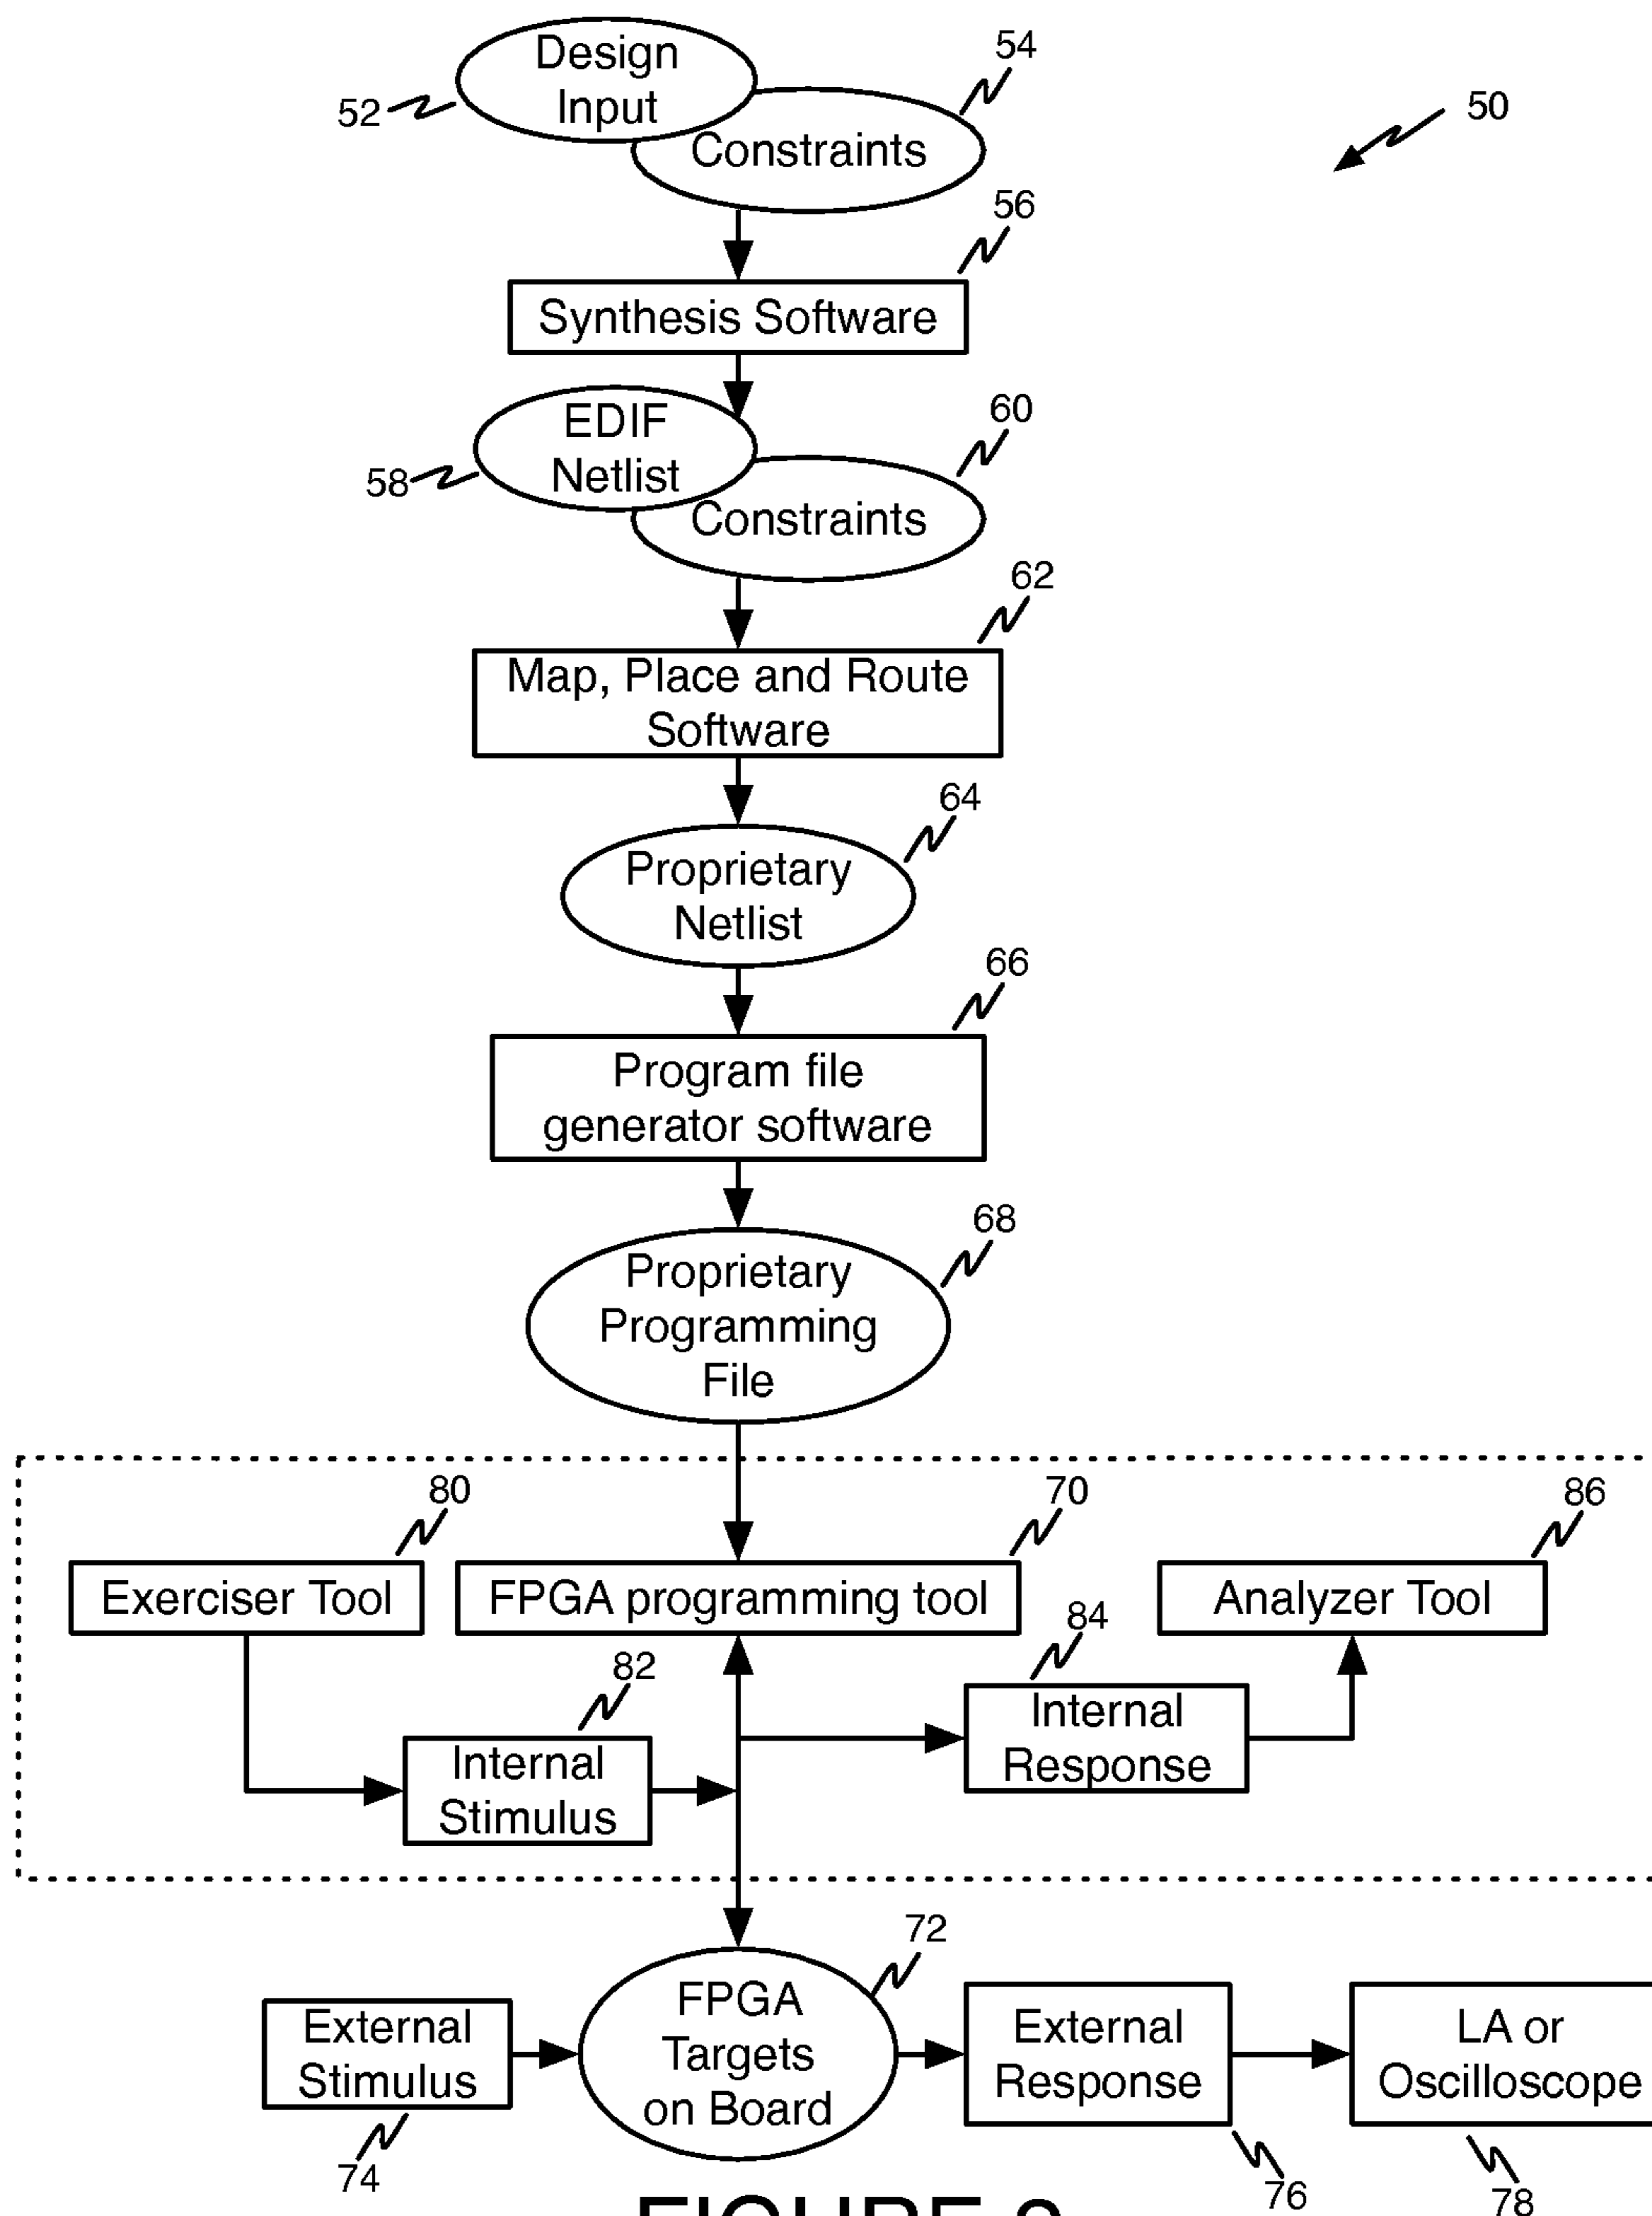 Design
Input
52
54
Constraints
50
56
Synthesis Software
EDIF
Netlist
58
60
Constraints
62
Map, Place and Route
Software
64
Proprietary
Netlist
66
Program file
generator software
68
Proprietary
Programming
File
80
70
86
Exerciser Tool
FPGA programming tool
Analyzer Tool
82
84
Internal
Stimulus
Internal
Response
72
External
Stimulus
74
FPGA
Targets
on Board
External
Response
76
LA or
Oscilloscope
78